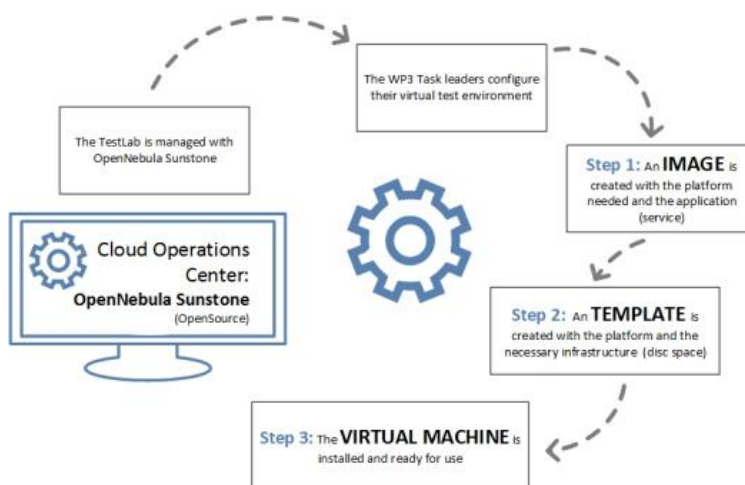 The WP3 Task leaders configure
their virtual test environment
The TestLab is managed with
OpenNebula Sunstone
Step 1: An IMAGE is
created with the platform
needed and the application
(service)
Cloud Operations
Center:
OpenNebula Sunstone
(OpenSource)
Step 2: An TEMPLATE is
created with the platform and the
necessary infrastructure (disc space)
Step 3: The VIRTUAL MACHINE is
installed and ready for use